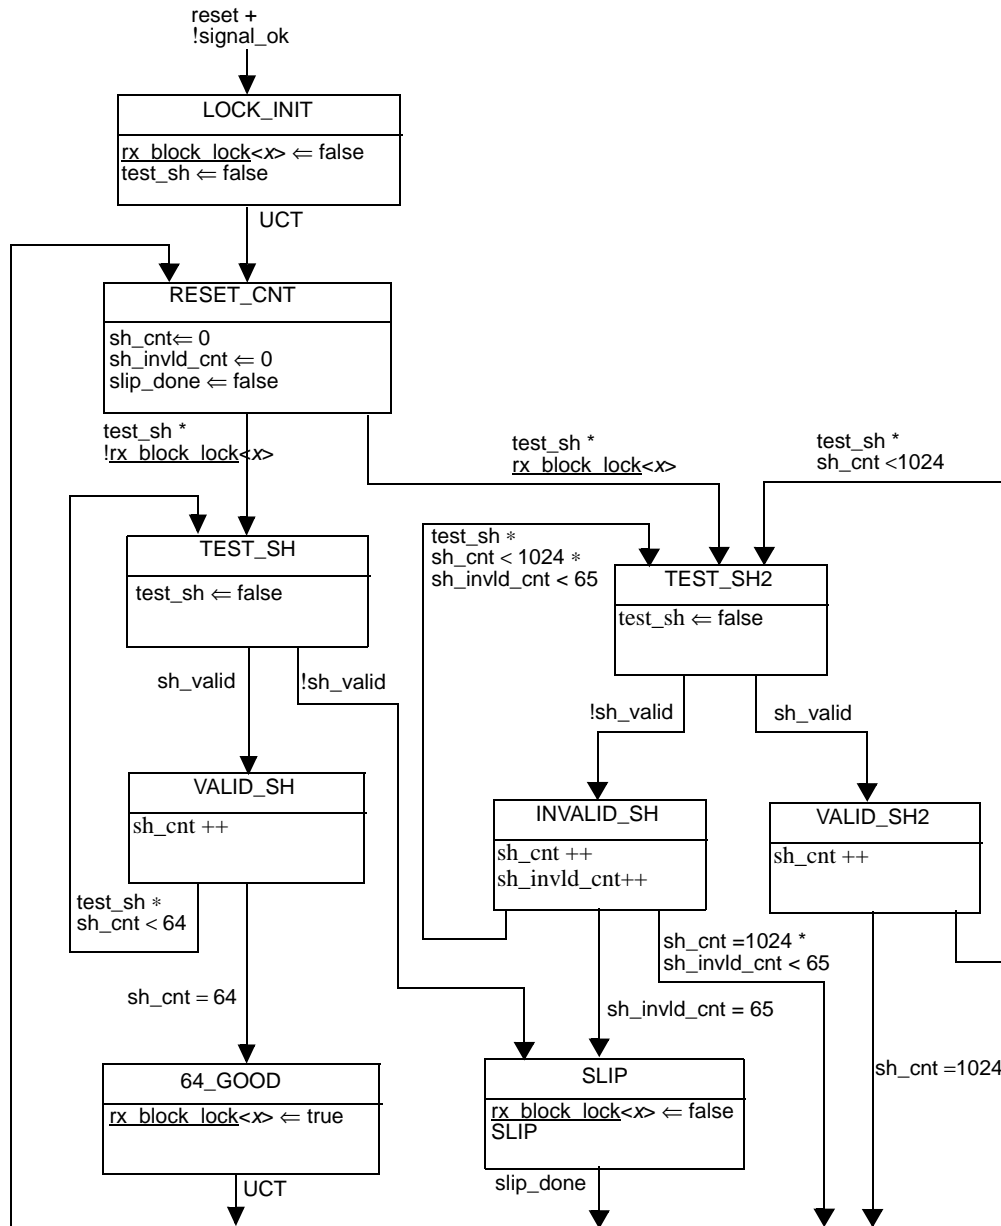 reset +
!signal_ok
LOCK_INIT
rx_block_lock<x> ⇐ false
test_sh ⇐ false
UCT
RESET_CNT
sh_cnt⇐ 0
sh_invld_cnt ⇐ 0
slip_done ⇐ false
test_sh *
!rx_block_lock<x>
test_sh *
rx_block_lock<x>
test_sh *
sh_cnt <1024
TEST_SH
test_sh ⇐ false
test_sh *
sh_cnt < 1024 *
sh_invld_cnt < 65
TEST_SH2
test_sh ⇐ false
sh_valid
!sh_valid
!sh_valid
sh_valid
VALID_SH
sh_cnt ++
INVALID_SH
sh_cnt ++
sh_invld_cnt++
VALID_SH2
sh_cnt ++
test_sh *
sh_cnt < 64
sh_cnt =1024 *
sh_invld_cnt < 65
sh_cnt = 64
sh_invld_cnt = 65
sh_cnt =1024
64_GOOD
rx_block_lock<x> ⇐ true
SLIP
rx_block_lock<x> ⇐ false
SLIP
UCT
slip_done